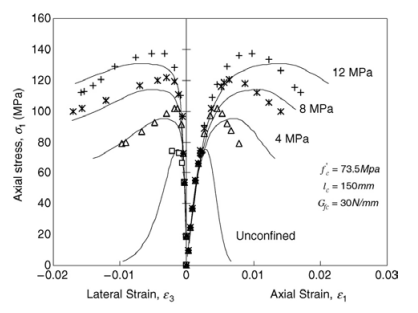 160
140
120
100
80
60
40
20
0
Axial stress, σ₁ (MPa)
12 MPa
8 MPa
4 MPa
f'c = 73.5Mpa
lc = 150mm
Gfc = 30N/mm
Unconfined
−0.02 −0.01 0 0.01 0.02 0.03
Lateral Strain, ε₃ Axial Strain, ε₁